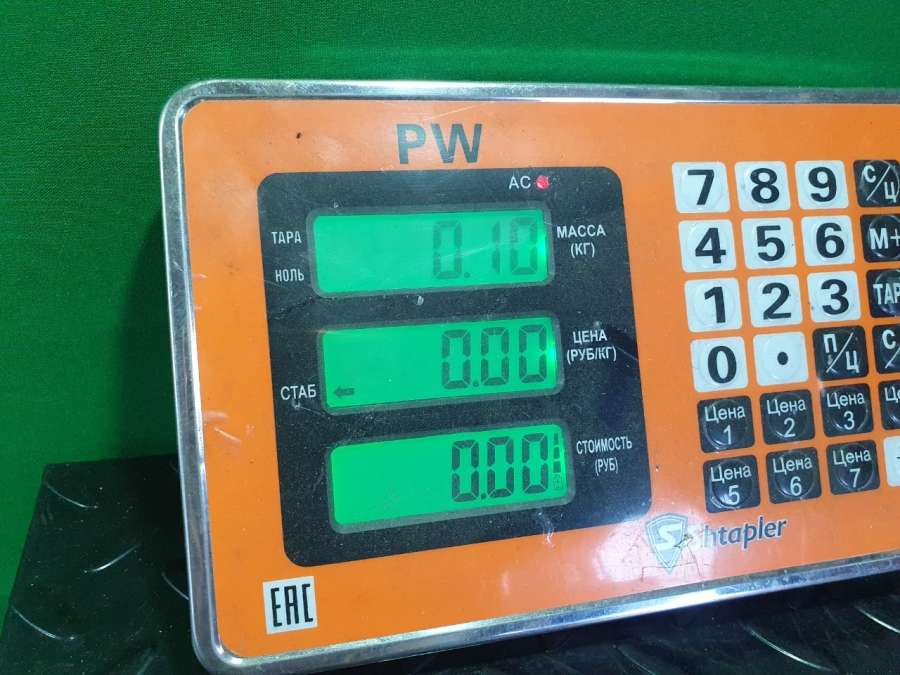 PW
AC
ТАРА
НОЛЬ
0.10
МАССА
(КГ)
СТАБ
0.00
ЦЕНА
(РУБ/КГ)
0.00
СТОИМОСТЬ
(РУБ)
7 8 9 С/Ц
4 5 6 M+
1 2 3 ТАР
0 . П/Ц С
Цена 1
Цена 2
Цена 3
Цена 5
Цена 6
Цена 7
Shtapler
EAC